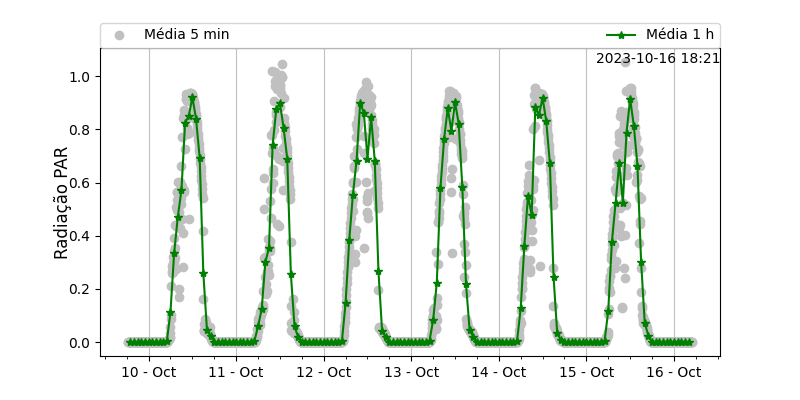 Média 5 min
Média 1 h
2023-10-16 18:21
Radiação PAR
1.0
0.8
0.6
0.4
0.2
0.0
10 - Oct
11 - Oct
12 - Oct
13 - Oct
14 - Oct
15 - Oct
16 - Oct